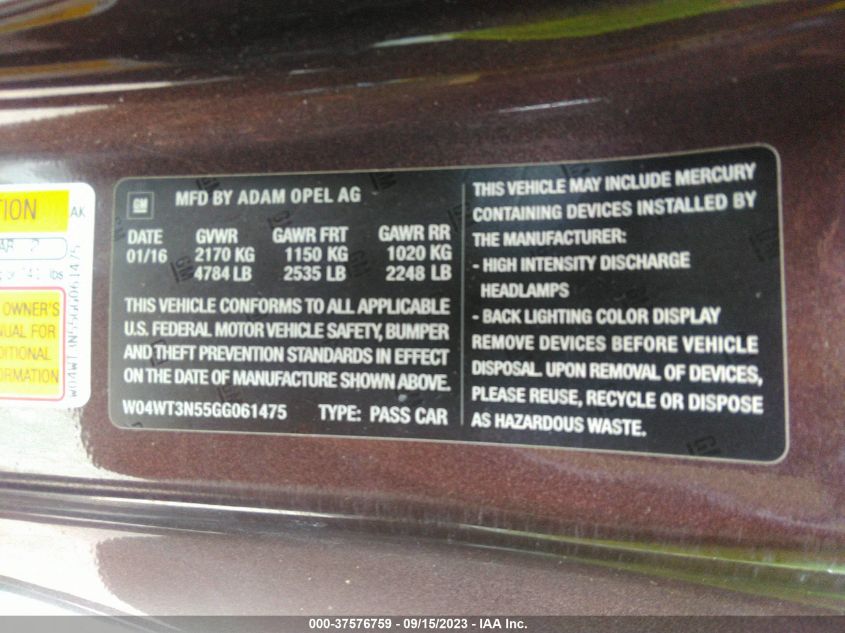 TION
AK
W04WT3N55GG061475
OWNER'S
FOR
GM
MFD BY ADAM OPEL AG
DATE GVWR GAWR FRT GAWR RR
01/16 2170 KG 1150 KG 1020 KG
4784 LB 2535 LB 2248 LB
THIS VEHICLE CONFORMS TO ALL APPLICABLE
U.S. FEDERAL MOTOR VEHICLE SAFETY, BUMPER
AND THEFT PREVENTION STANDARDS IN EFFECT
ON THE DATE OF MANUFACTURE SHOWN ABOVE.
W04WT3N55GG061475 TYPE: PASS CAR
THIS VEHICLE MAY INCLUDE MERCURY
CONTAINING DEVICES INSTALLED BY
THE MANUFACTURER:
- HIGH INTENSITY DISCHARGE
HEADLAMPS
- BACK LIGHTING COLOR DISPLAY
REMOVE DEVICES BEFORE VEHICLE
DISPOSAL. UPON REMOVAL OF DEVICES,
PLEASE REUSE, RECYCLE OR DISPOSE
AS HAZARDOUS WASTE.
000-37576759 - 09/15/2023 - IAA Inc.